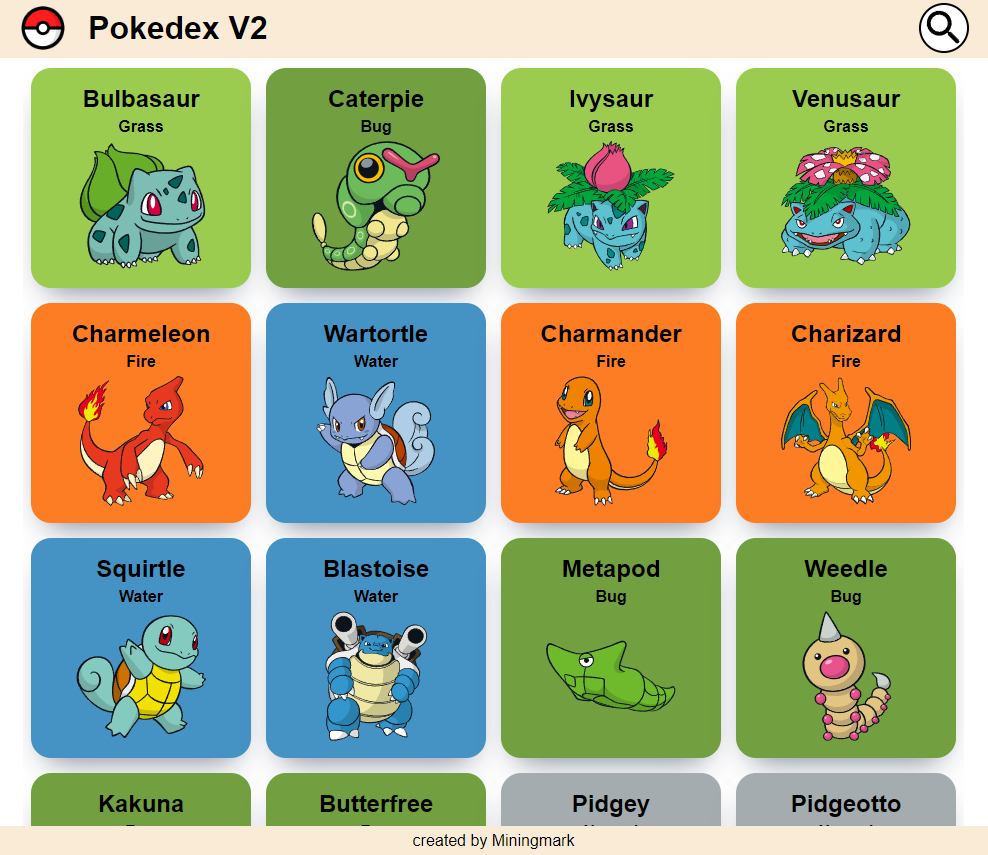 Pokedex V2
Bulbasaur
Grass
Caterpie
Bug
Ivysaur
Grass
Venusaur
Grass
Charmeleon
Fire
Wartortle
Water
Charmander
Fire
Charizard
Fire
Squirtle
Water
Blastoise
Water
Metapod
Bug
Weedle
Bug
Kakuna
Butterfree
Pidgey
Pidgeotto
created by Miningmark